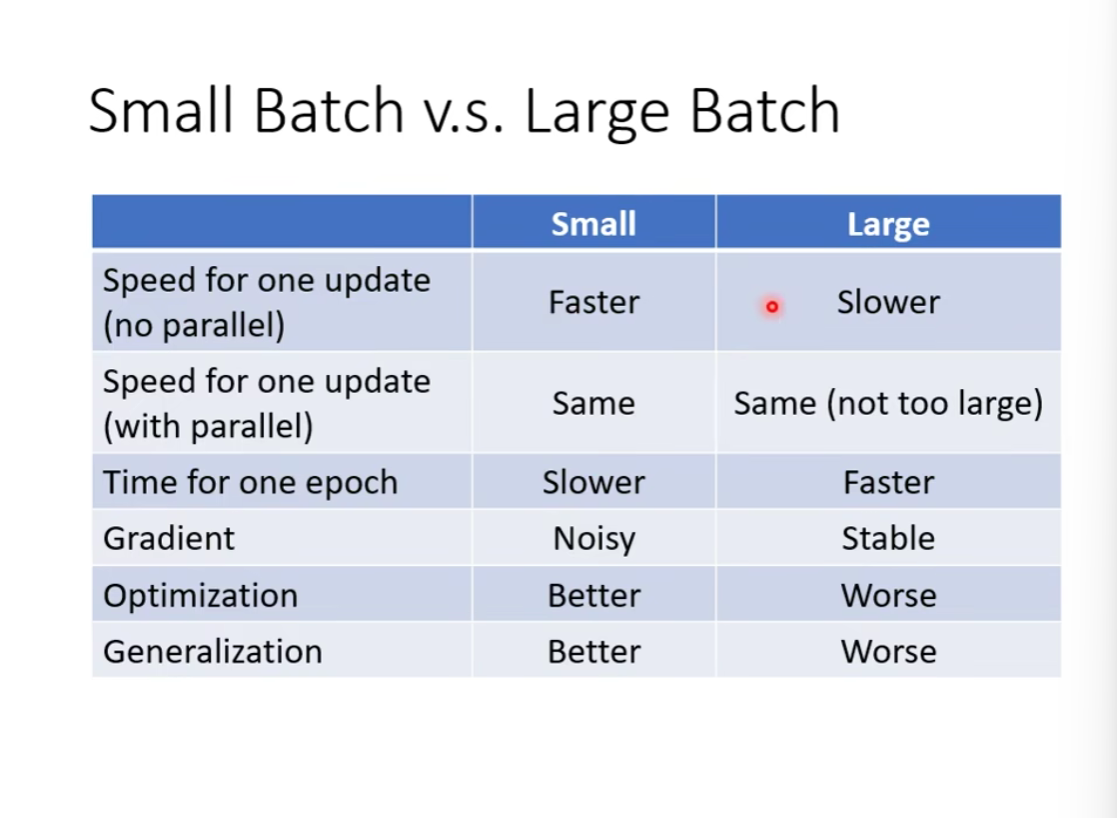 Small Batch v.s. Large Batch
Small Large
Speed for one update
(no parallel)
Faster Slower
Speed for one update
(with parallel)
Same Same (not too large)
Time for one epoch Slower Faster
Gradient Noisy Stable
Optimization Better Worse
Generalization Better Worse